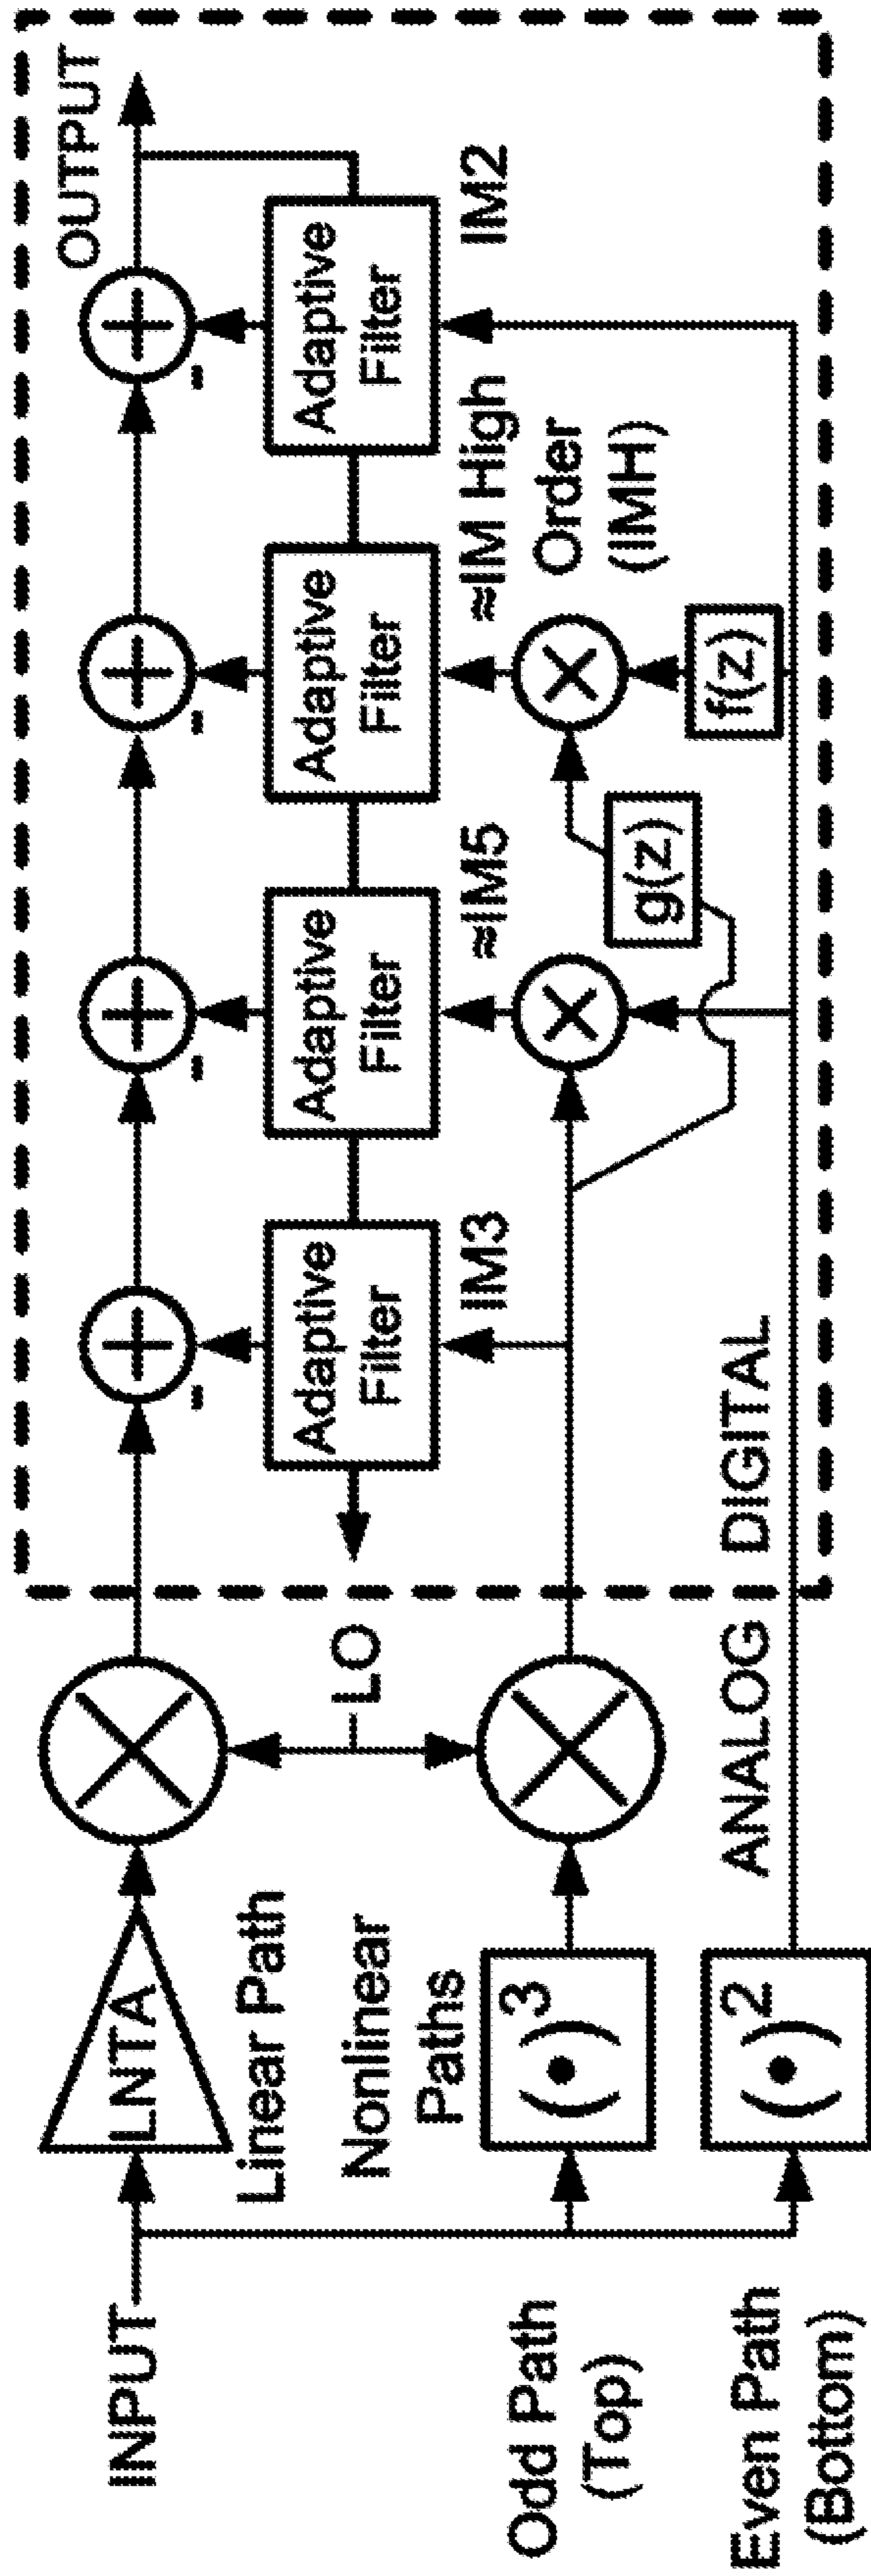 INPUT
LNTA
Linear Path
Nonlinear
Paths
Odd Path
(Top)
Even Path
(Bottom)
(•)3
(•)2
LO
ANALOG
DIGITAL
Adaptive
Filter
IM3
-
Adaptive
Filter
≈IM5
-
g(z)
Adaptive
Filter
≈IM High
Order
(IMH)
-
f(z)
Adaptive
Filter
IM2
-
OUTPUT